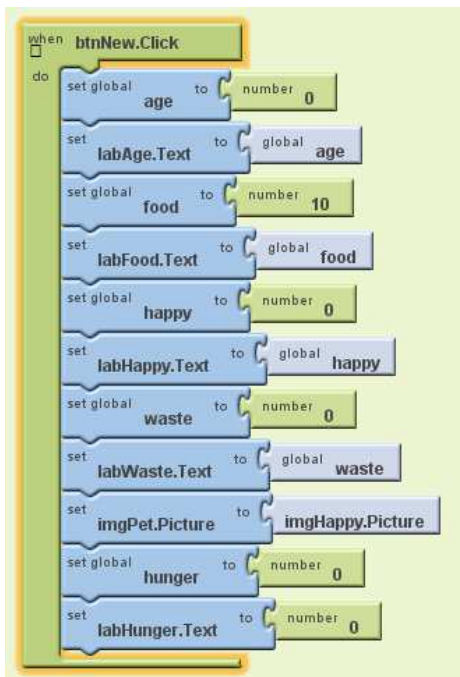 when btnNew.Click
do
set global age to number 0
set labAge.Text to global age
set global food to number 10
set labFood.Text to global food
set global happy to number 0
set labHappy.Text to global happy
set global waste to number 0
set labWaste.Text to global waste
set imgPet.Picture to imgHappy.Picture
set global hunger to number 0
set labHunger.Text to number 0